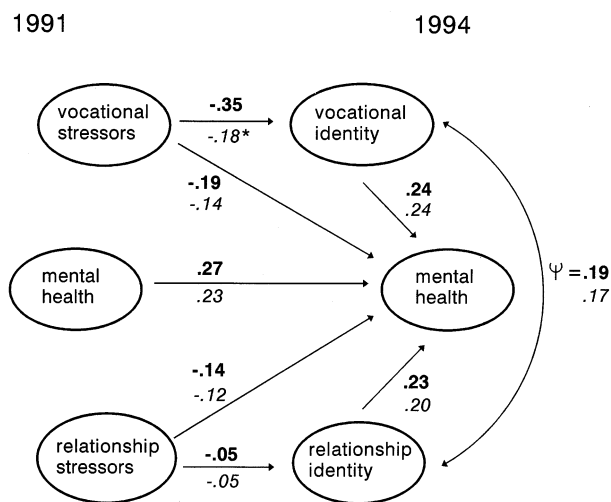 1991
1994
vocational
stressors
-.35
-.18*
vocational
identity
-.19
-.14
.24
.24
mental
health
.27
.23
mental
health
Ψ = .19
.17
-.14
-.12
.23
.20
relationship
stressors
-.05
-.05
relationship
identity